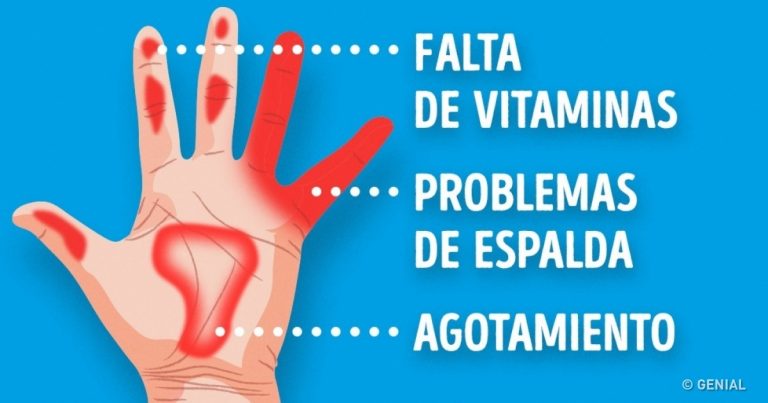 FALTA
DE VITAMINAS
PROBLEMAS
DE ESPALDA
AGOTAMIENTO
© GENIAL